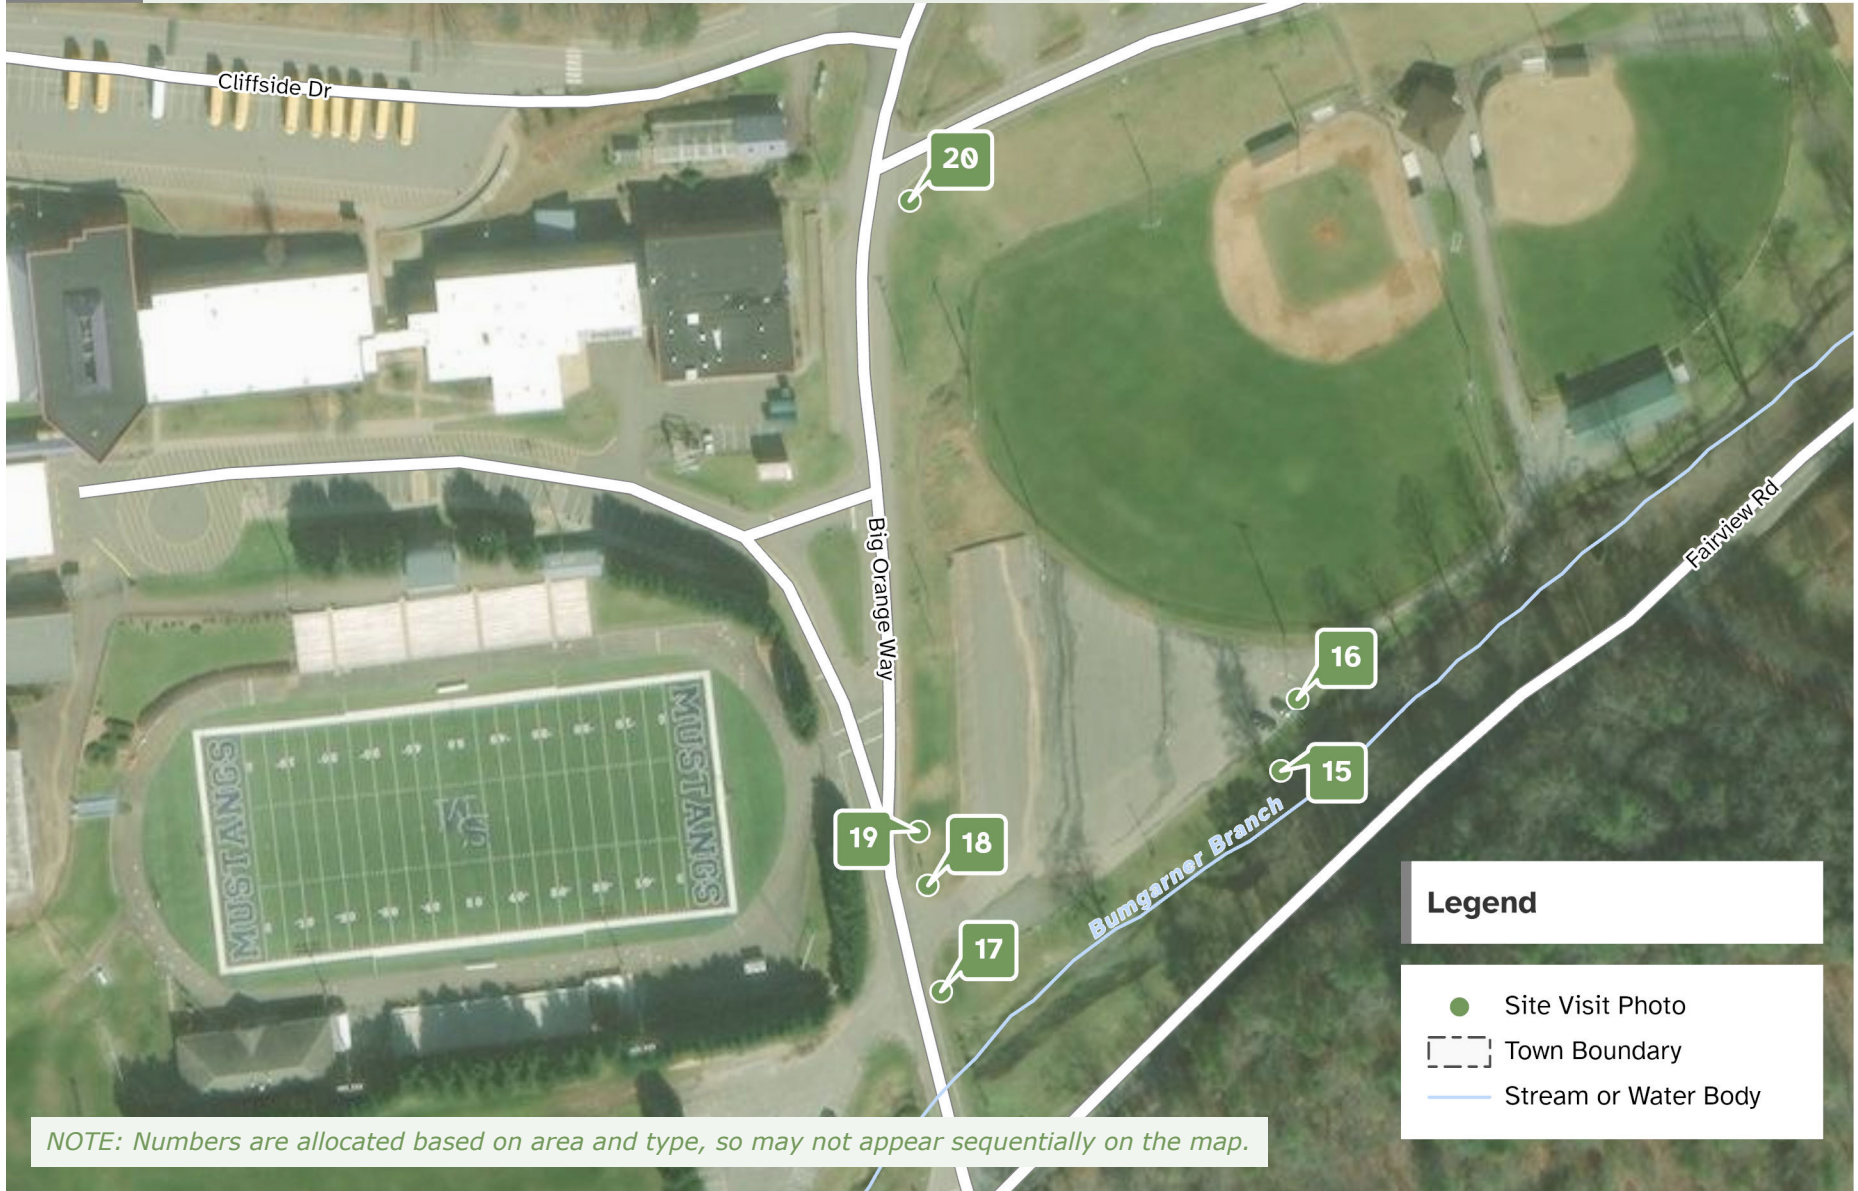 Cliffside Dr
20
Big Orange Way
Fairview Rd
16
15
19
18
17
Bumgarner Branch
MUSTANGS
MUSTANGS
Legend
Site Visit Photo
Town Boundary
Stream or Water Body
NOTE: Numbers are allocated based on area and type, so may not appear sequentially on the map.